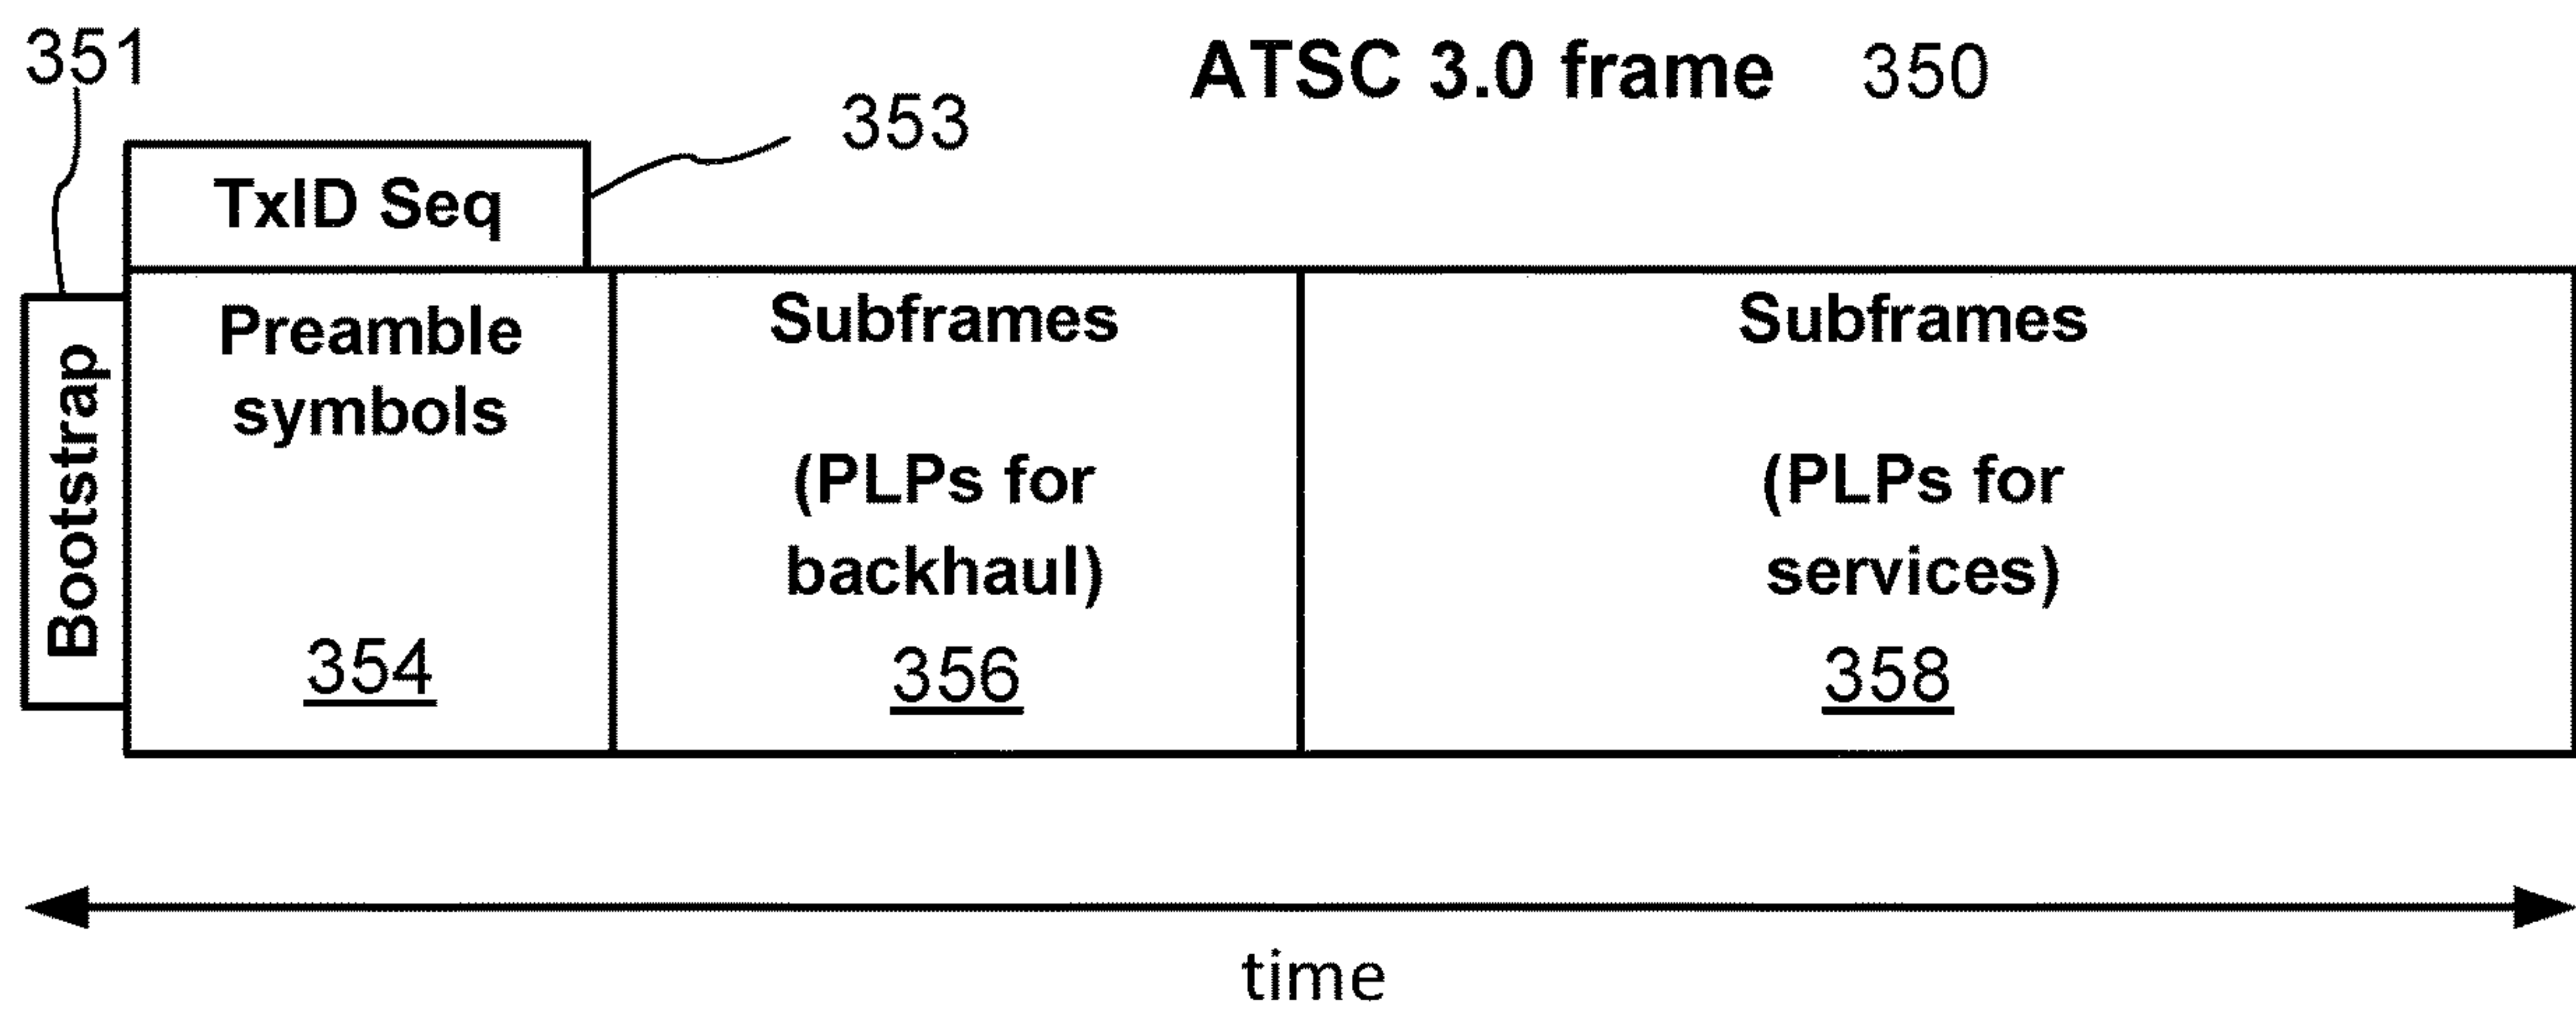 351
ATSC 3.0 frame 350
353
TxID Seq
Bootstrap
Preamble
symbols
354
Subframes
(PLPs for
backhaul)
356
Subframes
(PLPs for
services)
358
time